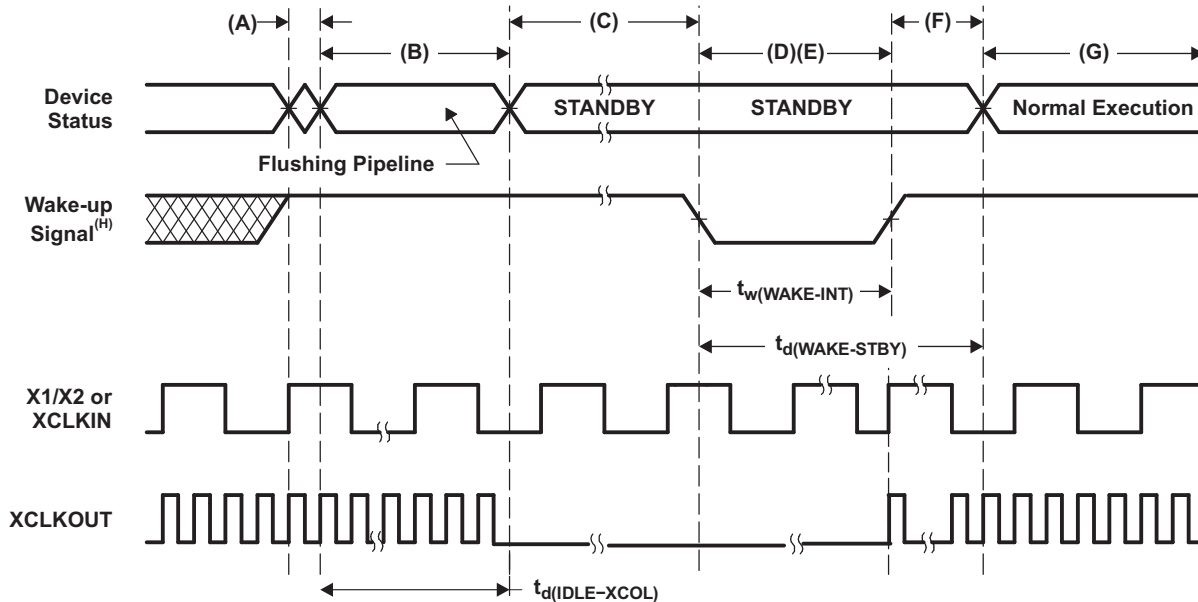 (A)
(C)
(F)
(B)
(D)(E)
(G)
Device
Status
STANDBY
STANDBY
Normal Execution
Flushing Pipeline
Wake-up
Signal(H)
tw(WAKE-INT)
td(WAKE-STBY)
X1/X2 or
XCLKIN
XCLKOUT
td(IDLE−XCOL)